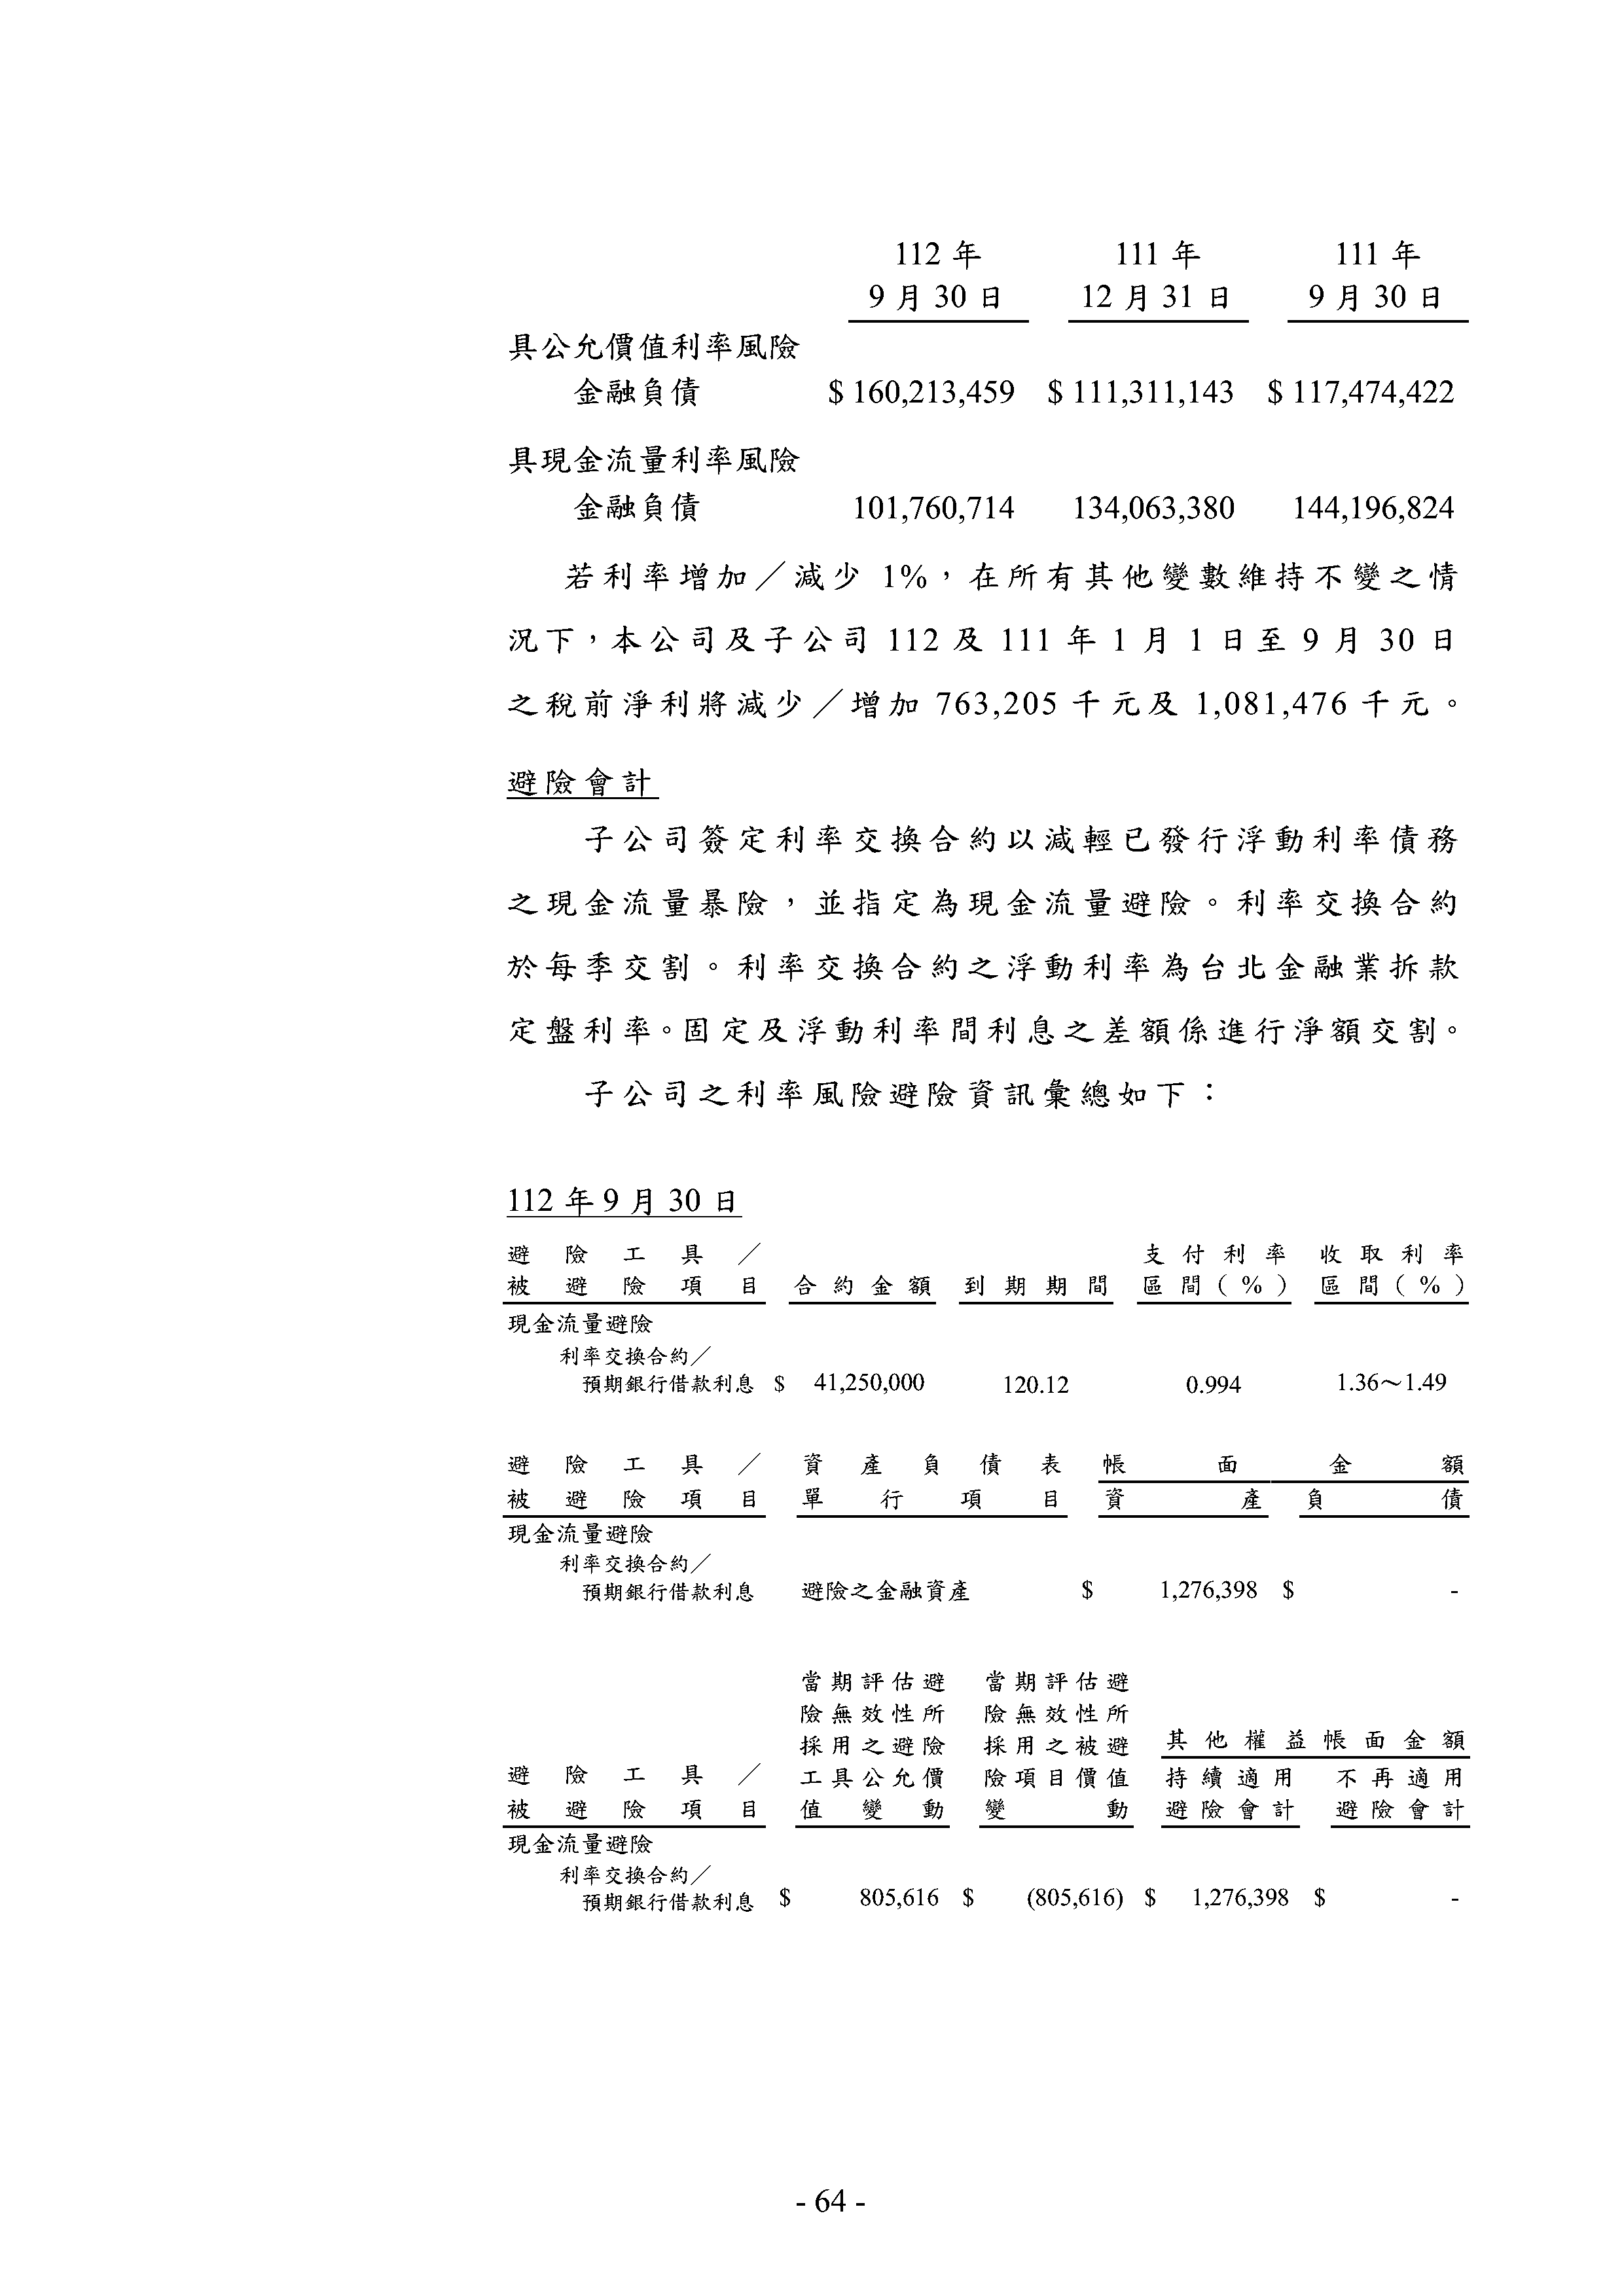 112 年 111 年 111 年
9 月 30 日 12 月 31 日 9 月 30 日
具公允價值利率風險
金融負債 $ 160,213,459 $ 111,311,143 $ 117,474,422
具現金流量利率風險
金融負債 101,760,714 134,063,380 144,196,824
若利率增加／減少 1%，在所有其他變數維持不變之情
況下，本公司及子公司 112 及 111 年 1 月 1 日至 9 月 30 日
之稅前淨利將減少／增加 763,205 千元及 1,081,476 千元。
避險會計
子公司簽定利率交換合約以減輕已發行浮動利率債務
之現金流量暴險，並指定為現金流量避險。利率交換合約
於每季交割。利率交換合約之浮動利率為台北金融業拆款
定盤利率。固定及浮動利率間利息之差額係進行淨額交割。
子公司之利率風險避險資訊彙總如下：
112 年 9 月 30 日
避險工具／ 支付利率 收取利率
被避險項目 合約金額 到期期間 區間(%) 區間(%)
現金流量避險
利率交換合約／
預期銀行借款利息 $ 41,250,000 120.12 0.994 1.36～1.49
避險工具／ 資產負債表 帳面金額
被避險項目 單行項目 資產 負債
現金流量避險
利率交換合約／
預期銀行借款利息 避險之金融資產 $ 1,276,398 $ -
當期評估避 當期評估避
險無效性所 險無效性所
採用之避險 採用之被避 其他權益帳面金額
避險工具／ 工具公允價 險項目價值 持續適用 不再適用
被避險項目 值變動 變動 避險會計 避險會計
現金流量避險
利率交換合約／
預期銀行借款利息 $ 805,616 $ (805,616) $ 1,276,398 $ -
- 64 -